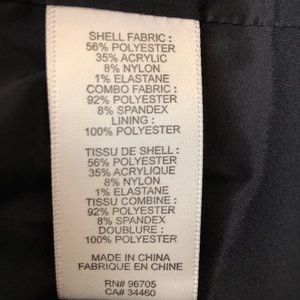 SHELL FABRIC :
56% POLYESTER
35% ACRYLIC
8% NYLON
1% ELASTANE
COMBO FABRIC :
92% POLYESTER
8% SPANDEX
LINING :
100% POLYESTER
TISSU DE SHELL :
56% POLYESTER
35% ACRYLIQUE
8% NYLON
1% ELASTANE
TISSU COMBINE :
92% POLYESTER
8% SPANDEX
DOUBLURE :
100% POLYESTER
MADE IN CHINA
FABRIQUE EN CHINE
RN# 96705
CA# 34460